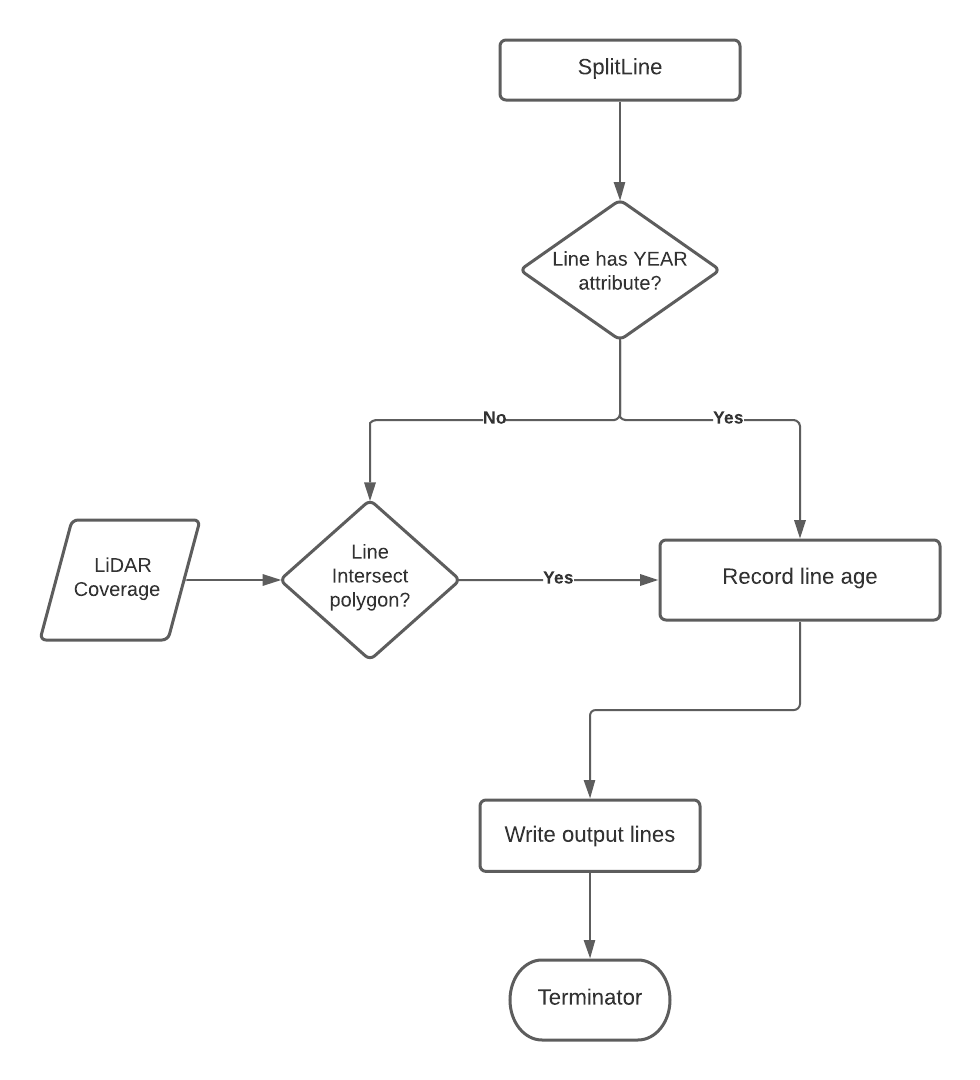 SplitLine
Line has YEAR
attribute?
No
Yes
LiDAR
Coverage
Line
Intersect
polygon?
Yes
Record line age
Write output lines
Terminator